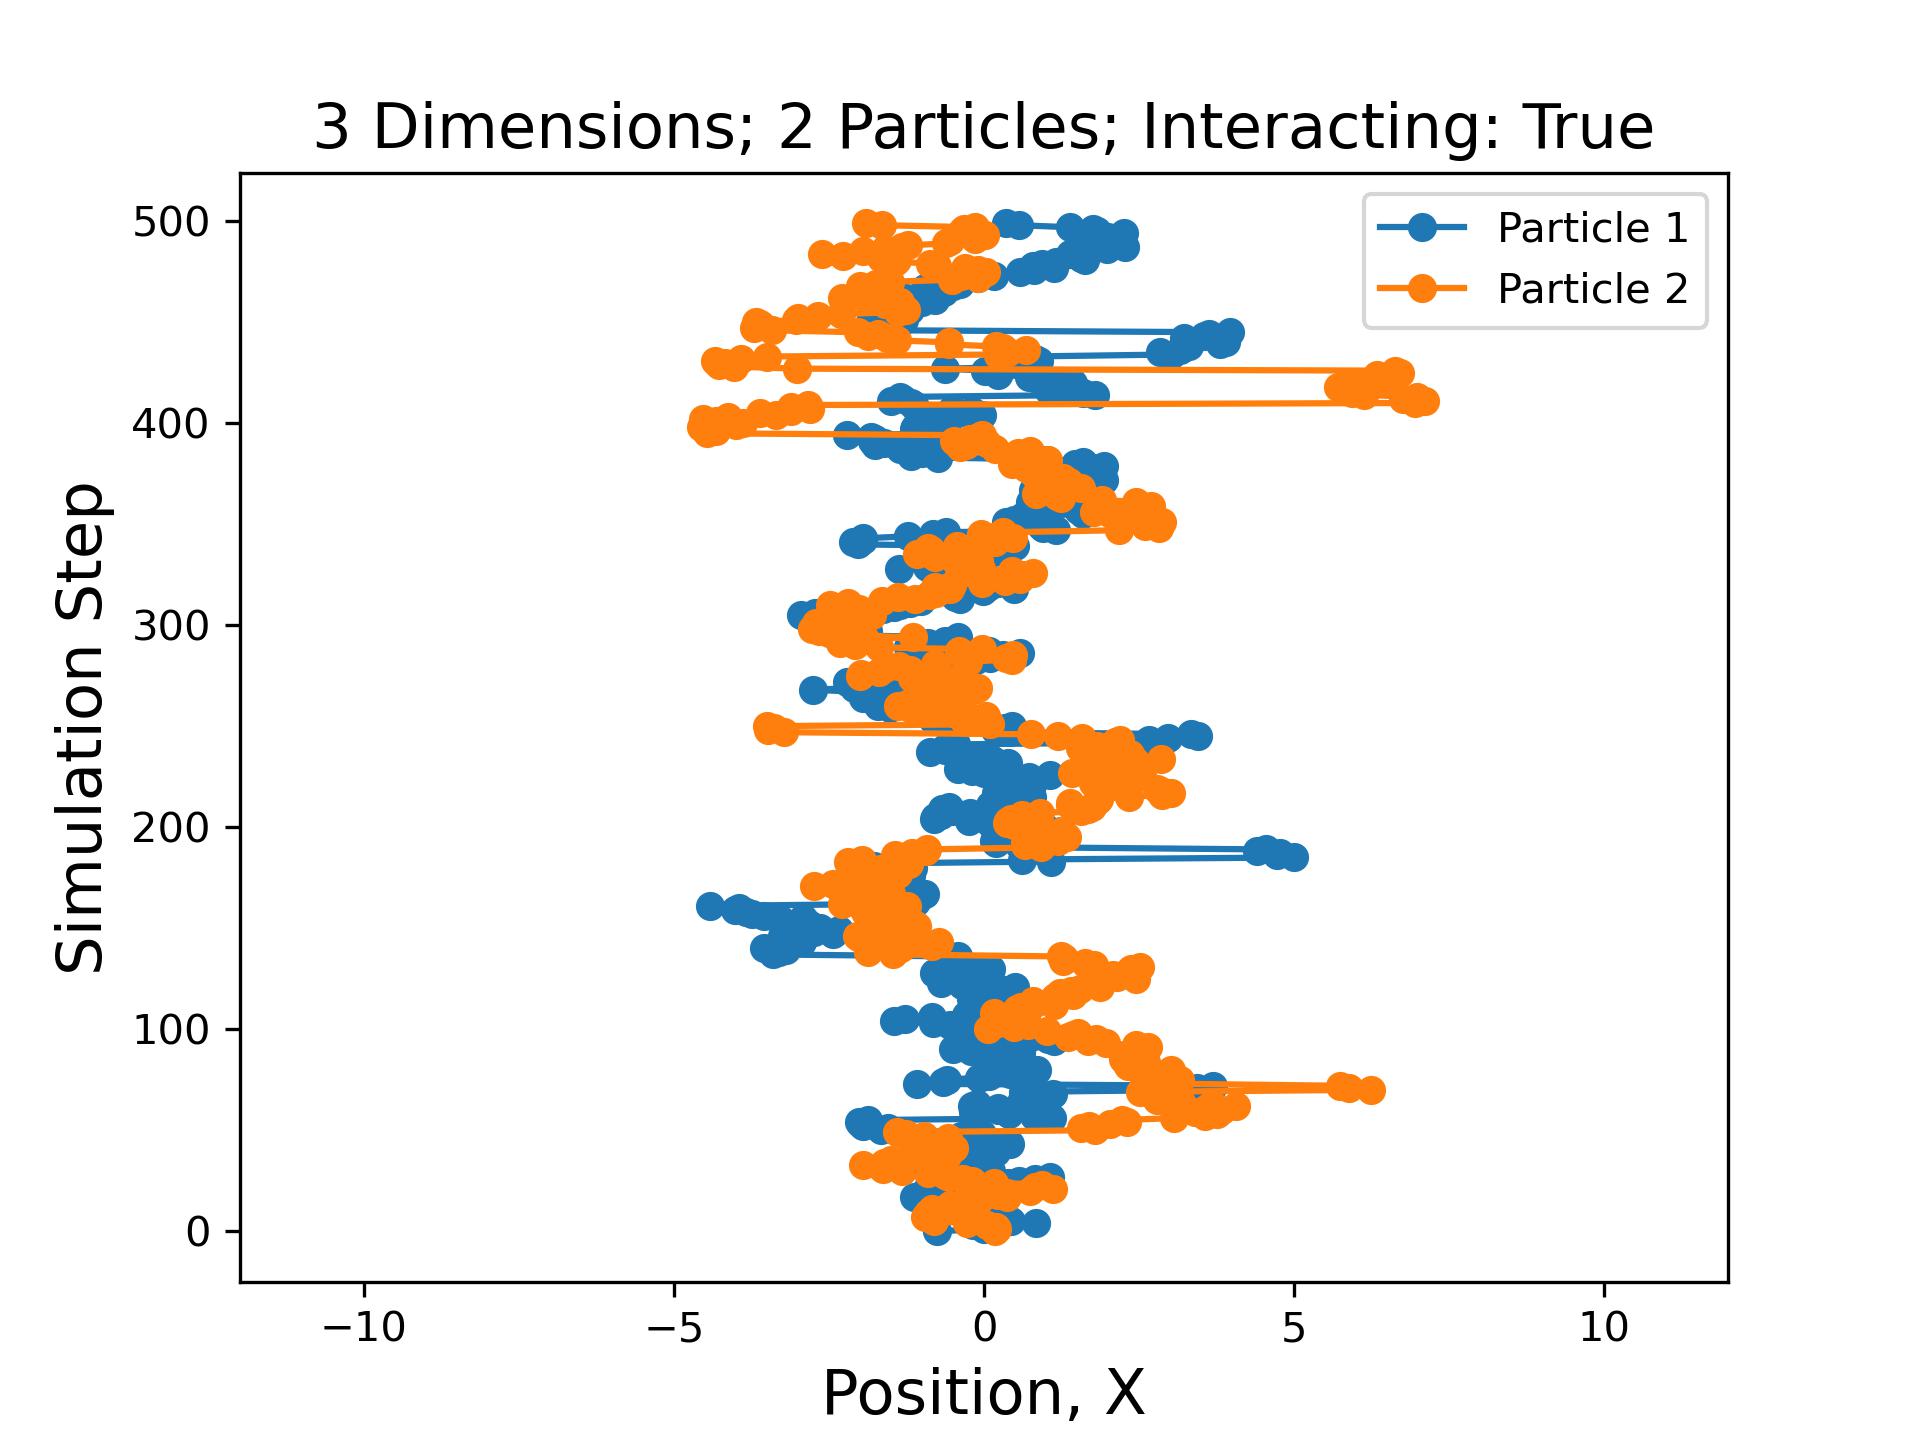 3 Dimensions; 2 Particles; Interacting: True
Particle 1
Particle 2
500
400
300
200
100
0
Simulation Step
−10
−5
0
5
10
Position, X